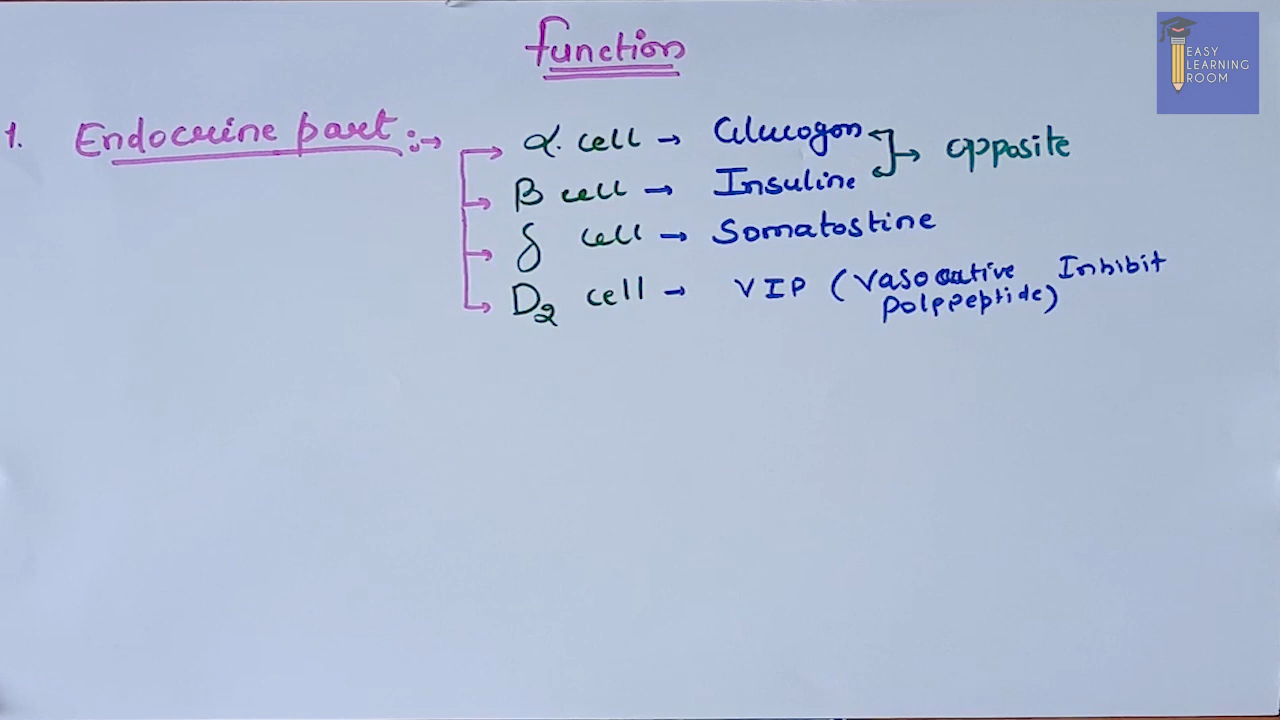 Function
EASY
LEARNING
ROOM
1. Endocrine part :→
α. cell → Glucogon
opposite
β cell → Insuline
δ cell → Somatostine
D2 cell → VIP (Vasoactive Inhibit
polppeptide)